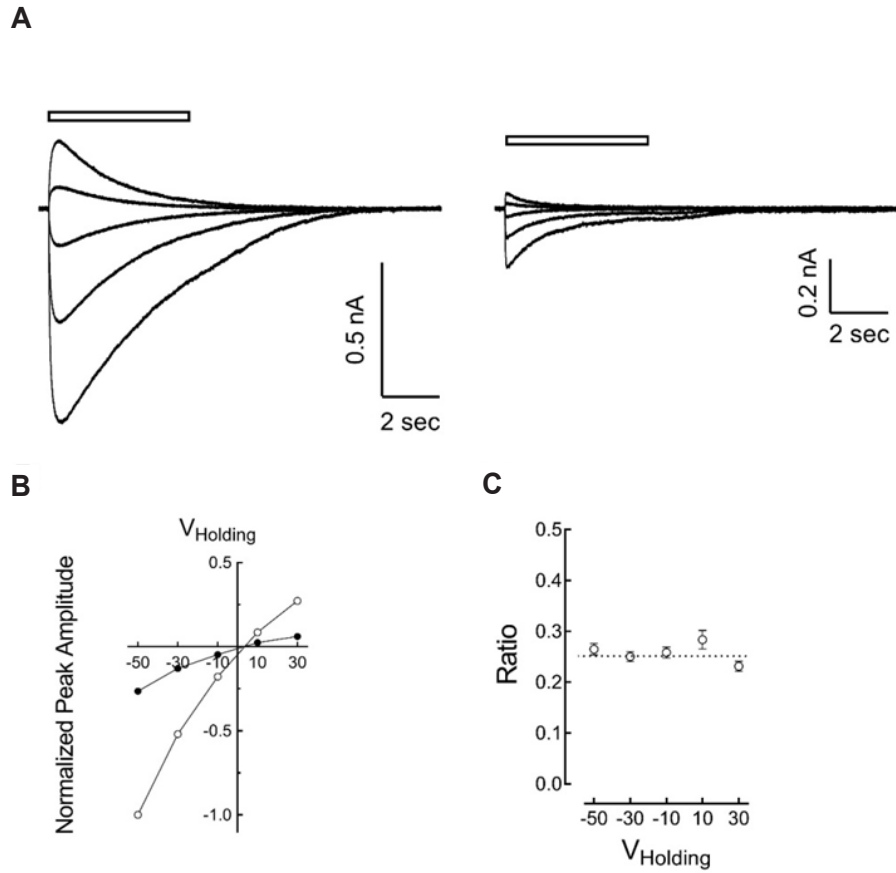 A
0.5 nA
2 sec
0.2 nA
2 sec
B
V Holding
Normalized Peak Amplitude
0.5
-50 -30 -10 10 30
-0.5
-1.0
C
Ratio
0.5
0.4
0.3
0.2
0.1
0.0
-50 -30 -10 10 30
V Holding